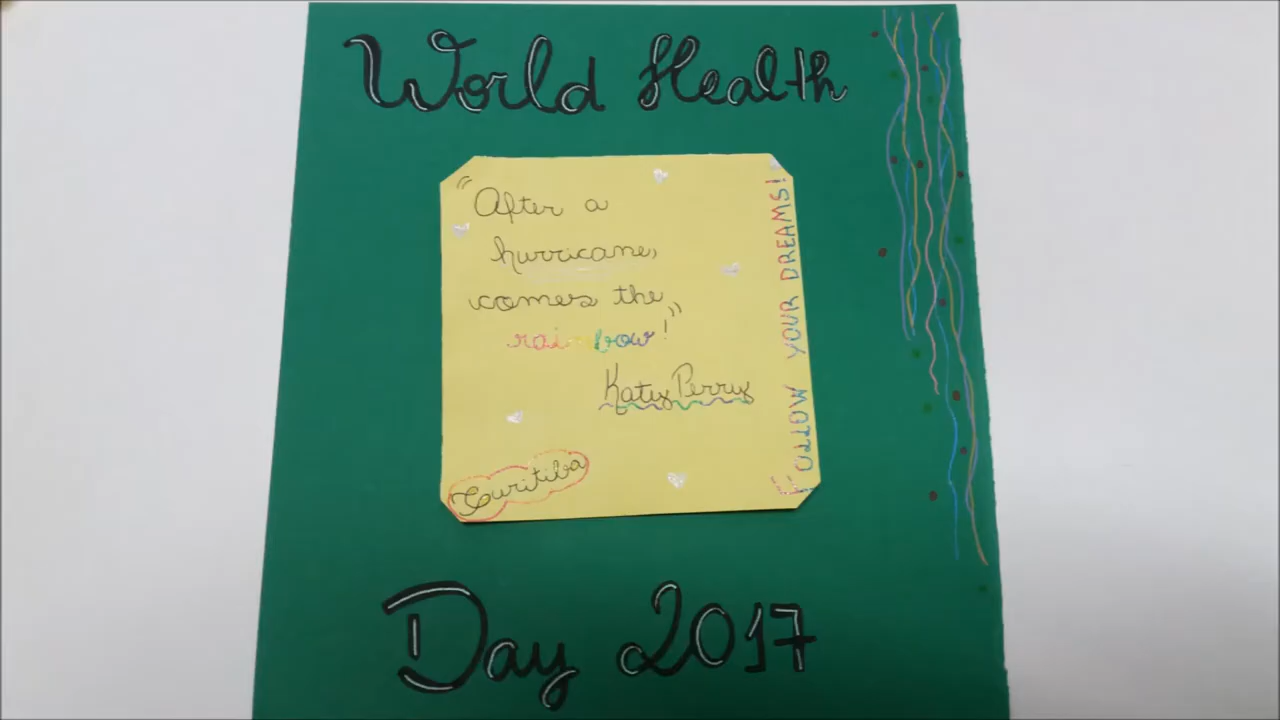 World Health
"After a
hurricane,
comes the
rainbow!"
Katy Perry
FOLLOW YOUR DREAMS!
Curitiba
Day 2017